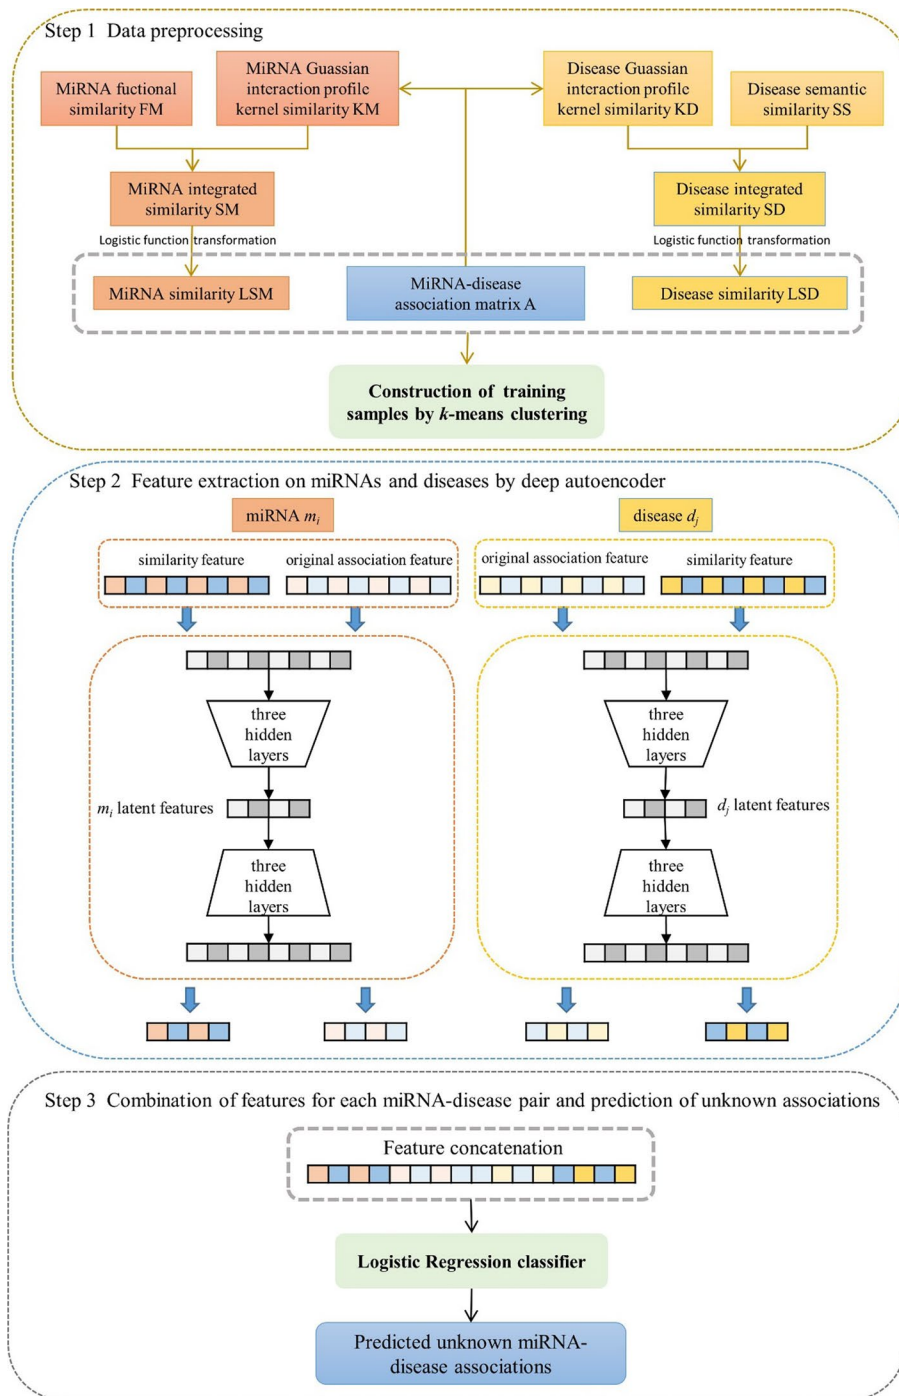 Step 1 Data preprocessing
MiRNA fuctional
similarity FM
MiRNA Guassian
interaction profile
kernel similarity KM
Disease Guassian
interaction profile
kernel similarity KD
Disease semantic
similarity SS
MiRNA integrated
similarity SM
Disease integrated
similarity SD
Logistic function transformation
Logistic function transformation
MiRNA similarity LSM
MiRNA-disease
association matrix A
Disease similarity LSD
Construction of training
samples by k-means clustering
Step 2 Feature extraction on miRNAs and diseases by deep autoencoder
miRNA mi
disease dj
similarity feature
original association feature
original association feature
similarity feature
three
hidden
layers
three
hidden
layers
mi latent features
dj latent features
three
hidden
layers
three
hidden
layers
Step 3 Combination of features for each miRNA-disease pair and prediction of unknown associations
Feature concatenation
Logistic Regression classifier
Predicted unknown miRNA-
disease associations